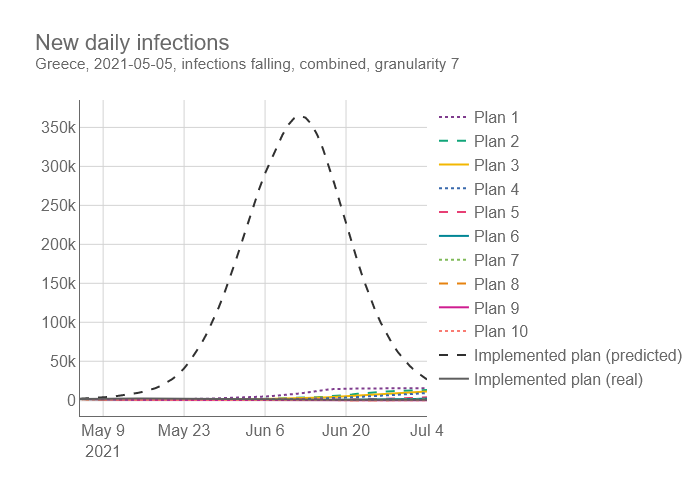 New daily infections
Greece, 2021-05-05, infections falling, combined, granularity 7
350k
300k
250k
200k
150k
100k
50k
0
May 9
2021
May 23
Jun 6
Jun 20
Jul 4
Plan 1
Plan 2
Plan 3
Plan 4
Plan 5
Plan 6
Plan 7
Plan 8
Plan 9
Plan 10
Implemented plan (predicted)
Implemented plan (real)